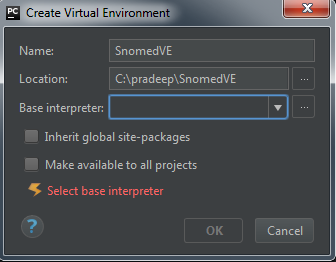 PC Create Virtual Environment
Name: SnomedVE
Location: C:\pradeep\SnomedVE ...
Base interpreter: ...
Inherit global site-packages
Make available to all projects
Select base interpreter
? OK Cancel